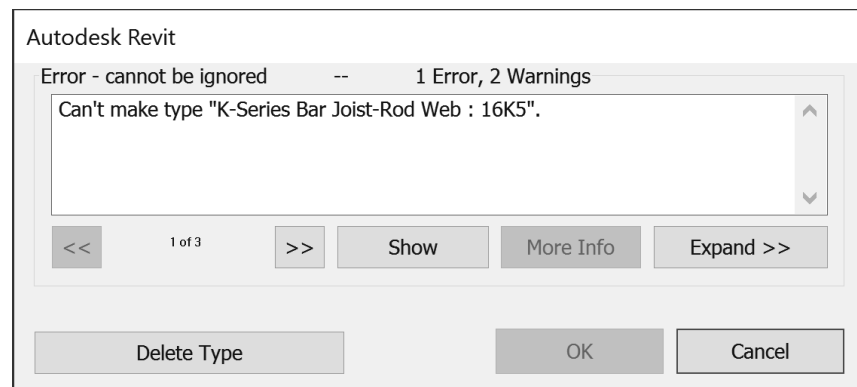 Autodesk Revit
Error - cannot be ignored -- 1 Error, 2 Warnings
Can't make type "K-Series Bar Joist-Rod Web : 16K5".
<< 1 of 3 >> Show More Info Expand >>
Delete Type OK Cancel